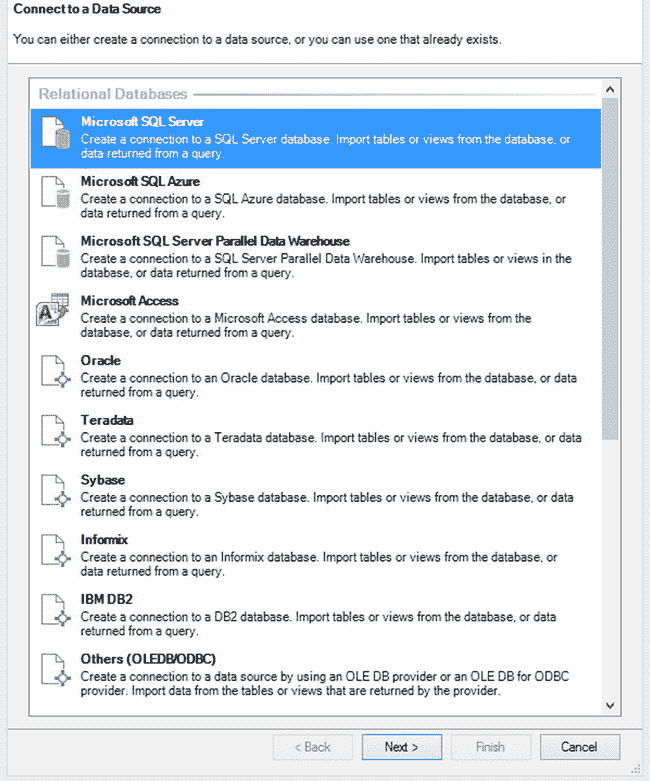 Connect to a Data Source
You can either create a connection to a data source, or you can use one that already exists.
Relational Databases
Microsoft SQL Server
Create a connection to a SQL Server database. Import tables or views from the database, or
data returned from a query.
Microsoft SQL Azure
Create a connection to a SQL Azure database. Import tables or views from the database, or
data returned from a query.
Microsoft SQL Server Parallel Data Warehouse
Create a connection to a SQL Server Parallel Data Warehouse. Import tables or views in the
database, or data returned from a query.
Microsoft Access
Create a connection to a Microsoft Access database. Import tables or views from the
database, or data returned from a query.
Oracle
Create a connection to an Oracle database. Import tables or views from the database, or data
returned from a query.
Teradata
Create a connection to a Teradata database. Import tables or views from the database, or data
returned from a query.
Sybase
Create a connection to a Sybase database. Import tables or views from the database, or data
returned from a query.
Informix
Create a connection to an Informix database. Import tables or views from the database, or
data returned from a query.
IBM DB2
Create a connection to a DB2 database. Import tables or views from the database, or data
returned from a query.
Others (OLEDB/ODBC)
Create a connection to a data source by using an OLE DB provider or an OLE DB for ODBC
provider. Import data from the tables or views that are returned by the provider.
< Back Next > Finish Cancel